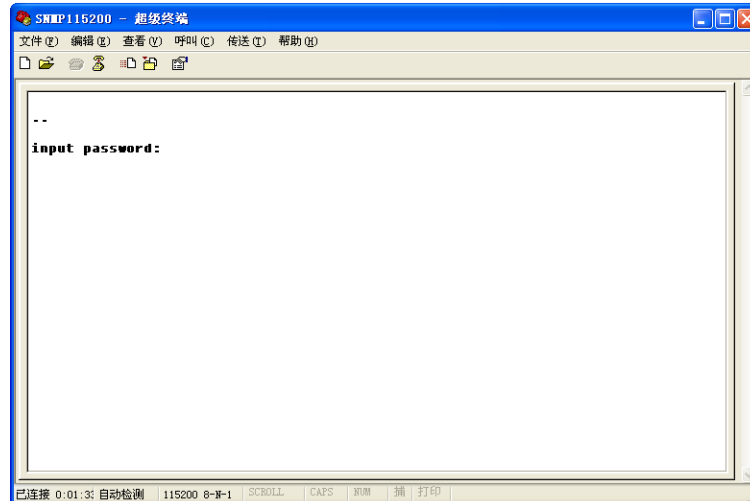 SNMP115200 - 超级终端
文件(F) 编辑(E) 查看(V) 呼叫(C) 传送(T) 帮助(H)
--
input password:
已连接 0:01:33 自动检测 115200 8-N-1 SCROLL CAPS NUM 捕 打印